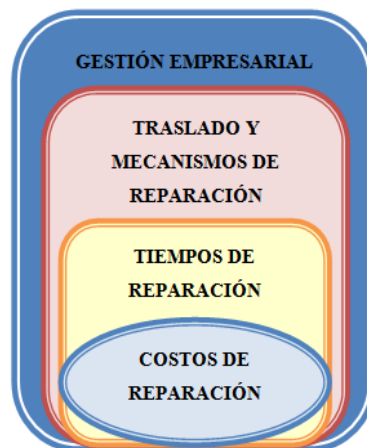 GESTIÓN EMPRESARIAL
TRASLADO Y
MECANISMOS DE
REPARACIÓN
TIEMPOS DE
REPARACIÓN
COSTOS DE
REPARACIÓN